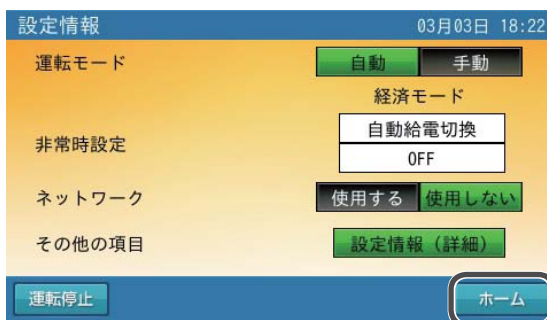 設定情報 03月03日 18:22
運転モード 自動 手動
経済モード
非常時設定 自動給電切換
OFF
ネットワーク 使用する 使用しない
その他の項目 設定情報（詳細）
運転停止 ホーム